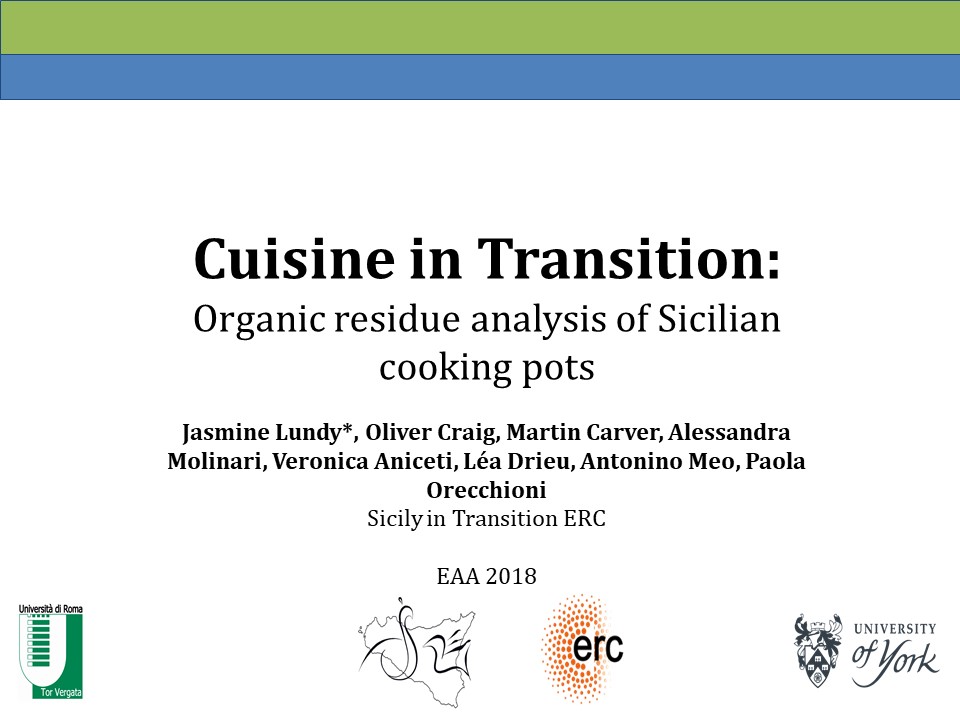 Cuisine in Transition:
Organic residue analysis of Sicilian
cooking pots
Jasmine Lundy*, Oliver Craig, Martin Carver, Alessandra
Molinari, Veronica Aniceti, Léa Drieu, Antonino Meo, Paola
Orecchioni
Sicily in Transition ERC
EAA 2018
Università di Roma
Tor Vergata
erc
UNIVERSITY
of York